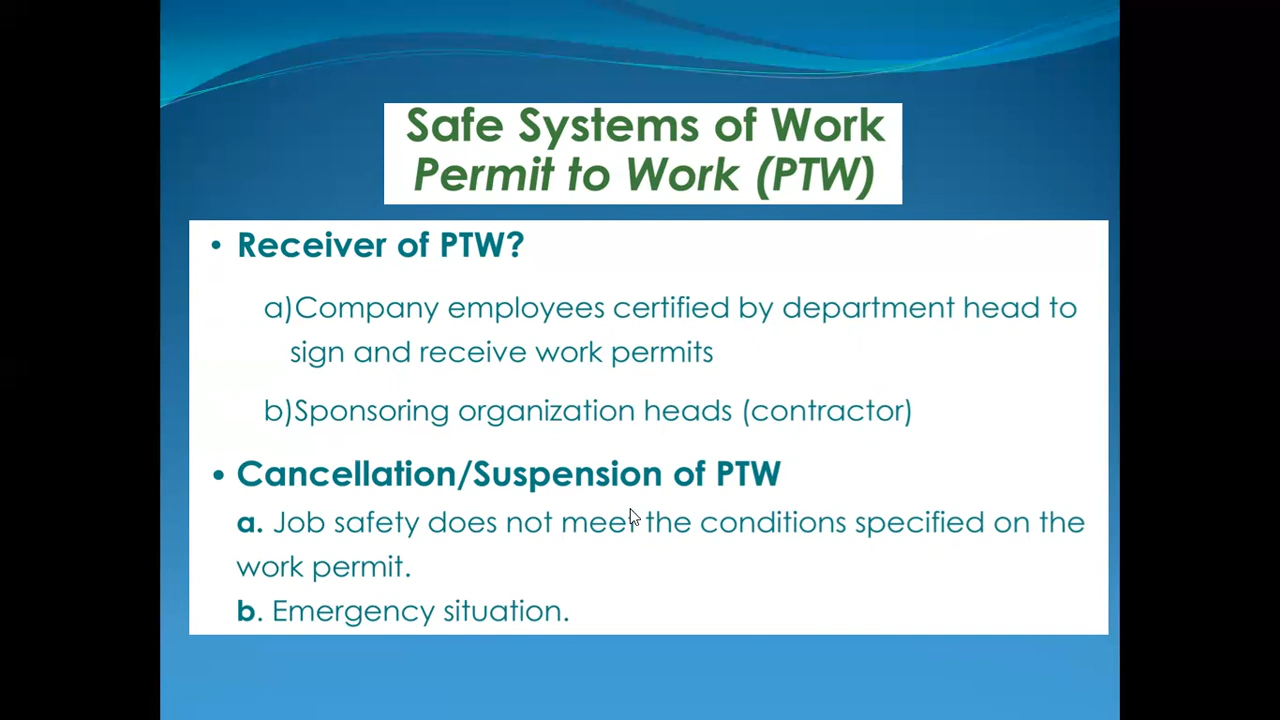 Safe Systems of Work
Permit to Work (PTW)
• Receiver of PTW?
a)Company employees certified by department head to
sign and receive work permits
b)Sponsoring organization heads (contractor)
• Cancellation/Suspension of PTW
a. Job safety does not meet the conditions specified on the
work permit.
b. Emergency situation.